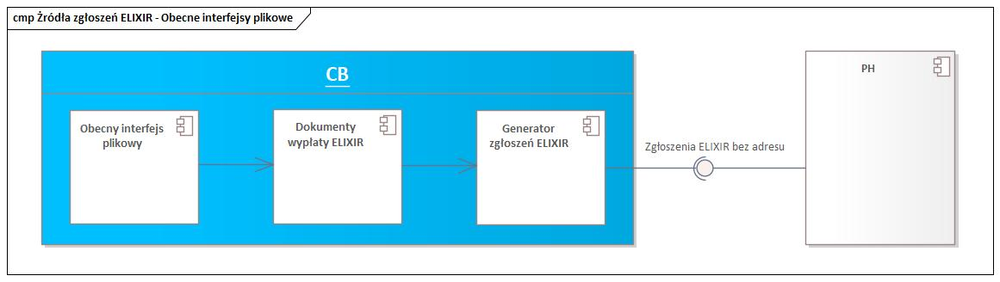 cmp Żródła zgłoszeń ELIXIR - Obecne interfejsy plikowe
CB
PH
Obecny interfejs
plikowy
Dokumenty
wypłaty ELIXIR
Generator
zgłoszeń ELIXIR
Zgłoszenia ELIXIR bez adresu